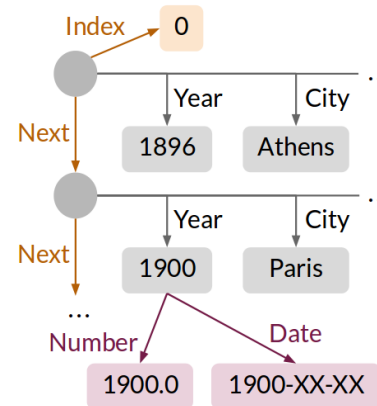 Index 0
Year City
Next 1896 Athens
Year City
Next 1900 Paris
...
Number Date
1900.0 1900-XX-XX